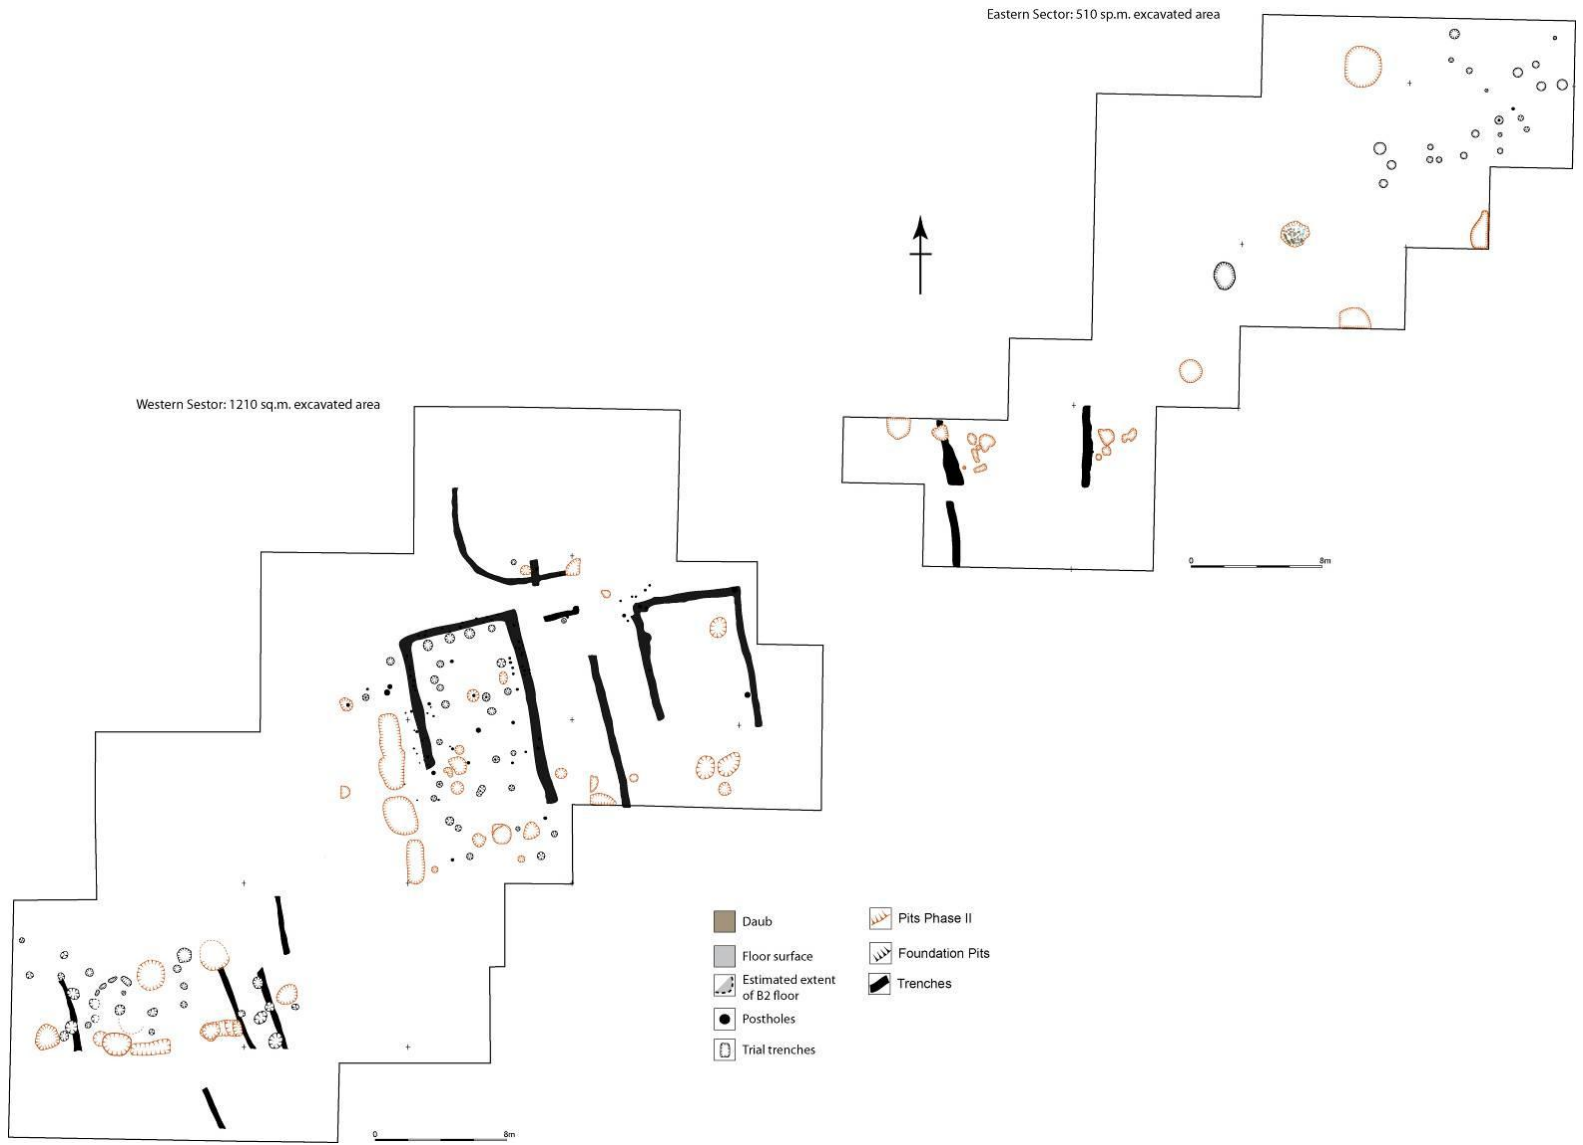 Eastern Sector: 510 sp.m. excavated area
Western Sestor: 1210 sq.m. excavated area
0 8m
Daub
Floor surface
Estimated extent
of B2 floor
Postholes
Trial trenches
Pits Phase II
Foundation Pits
Trenches
0 8m